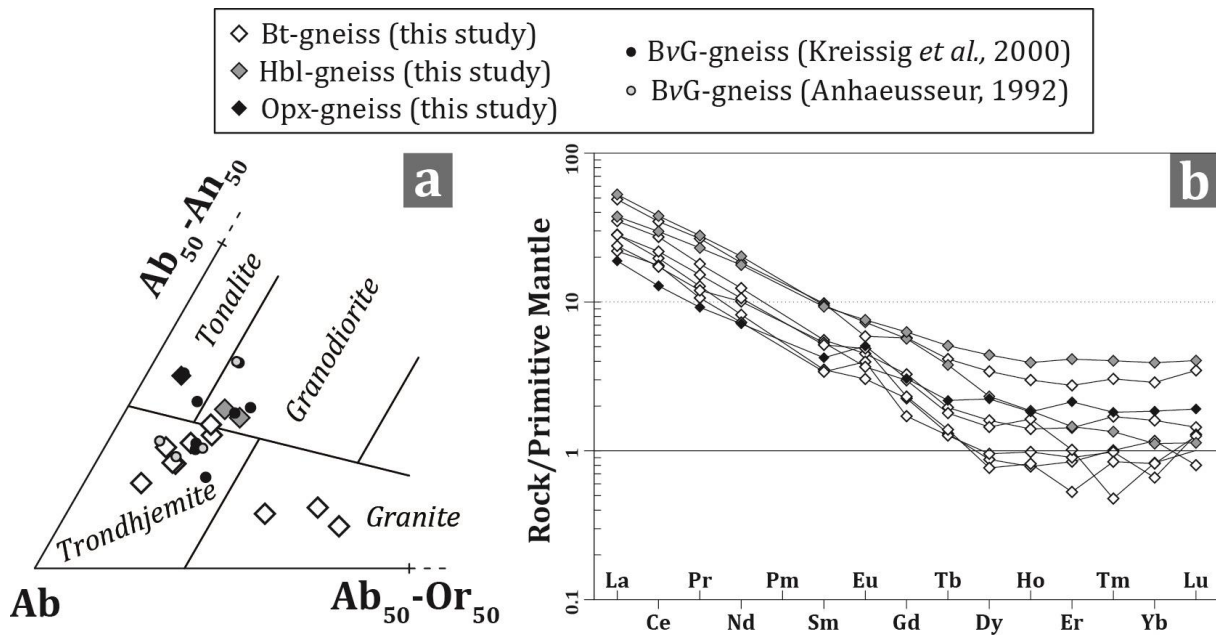 Bt-gneiss (this study)
Hbl-gneiss (this study)
Opx-gneiss (this study)
BvG-gneiss (Kreissig et al., 2000)
BvG-gneiss (Anhaeusseur, 1992)
a
Ab50-An50
Tonalite
Granodiorite
Trondhjemite
Granite
Ab
Ab50-Or50
b
Rock/Primitive Mantle
100
10
1
0.1
La Pr Pm Eu Tb Ho Tm Lu
Ce Nd Sm Gd Dy Er Yb